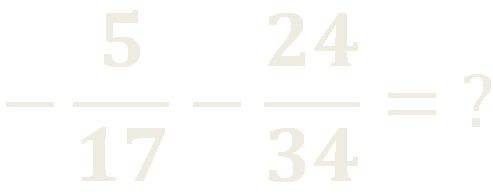 -5/17 - 24/34 = ?